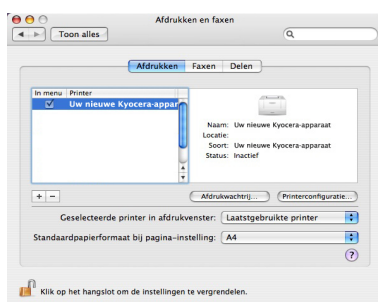 Afdrukken en faxen
Toon alles
Afdrukken Faxen Delen
In menu Printer
Uw nieuwe Kyocera-appar
Naam: Uw nieuwe Kyocera-apparaat
Locatie:
Soort: Uw nieuwe Kyocera-apparaat
Status: Inactief
+ −
Afdrukwachtrij... Printerconfiguratie...
Geselecteerde printer in afdrukvenster: Laatstgebruikte printer
Standaardpapierformaat bij pagina-instelling: A4
?
Klik op het hangslot om de instellingen te vergrendelen.